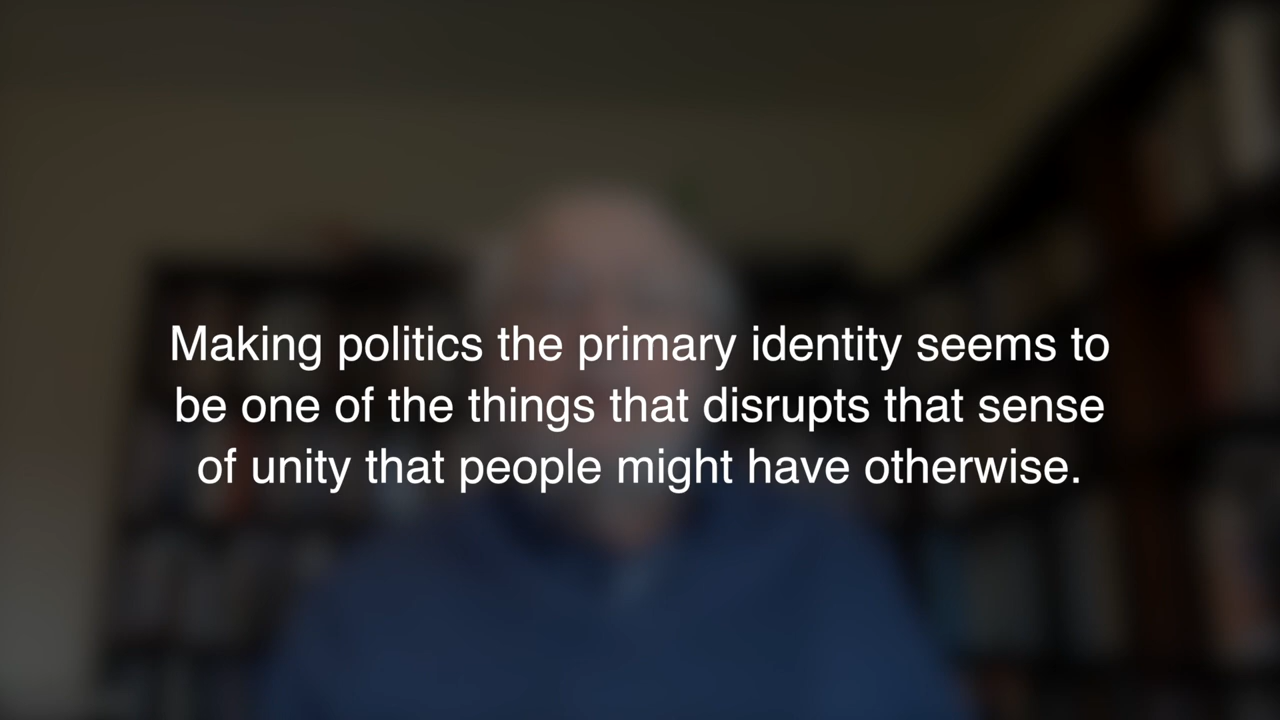 Making politics the primary identity seems to
be one of the things that disrupts that sense
of unity that people might have otherwise.